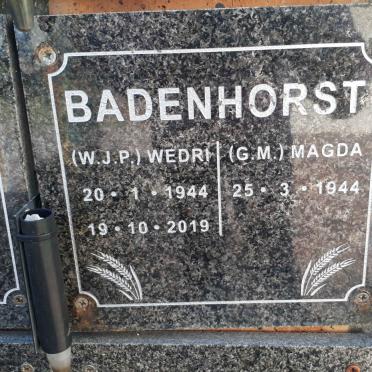 BADENHORST
(W.J.P.) WEDRI (G.M.) MAGDA
20 · 1 · 1944 25 · 3 · 1944
19 · 10 · 2019